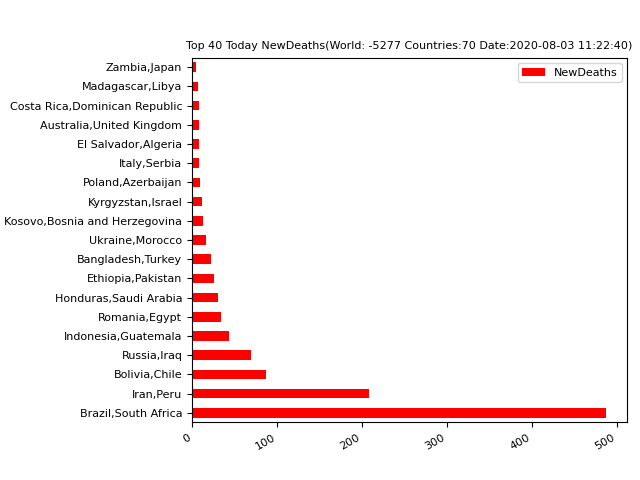 Top 40 Today NewDeaths(World: -5277 Countries:70 Date:2020-08-03 11:22:40)
NewDeaths
Zambia,Japan
Madagascar,Libya
Costa Rica,Dominican Republic
Australia,United Kingdom
El Salvador,Algeria
Italy,Serbia
Poland,Azerbaijan
Kyrgyzstan,Israel
Kosovo,Bosnia and Herzegovina
Ukraine,Morocco
Bangladesh,Turkey
Ethiopia,Pakistan
Honduras,Saudi Arabia
Romania,Egypt
Indonesia,Guatemala
Russia,Iraq
Bolivia,Chile
Iran,Peru
Brazil,South Africa
0 100 200 300 400 500